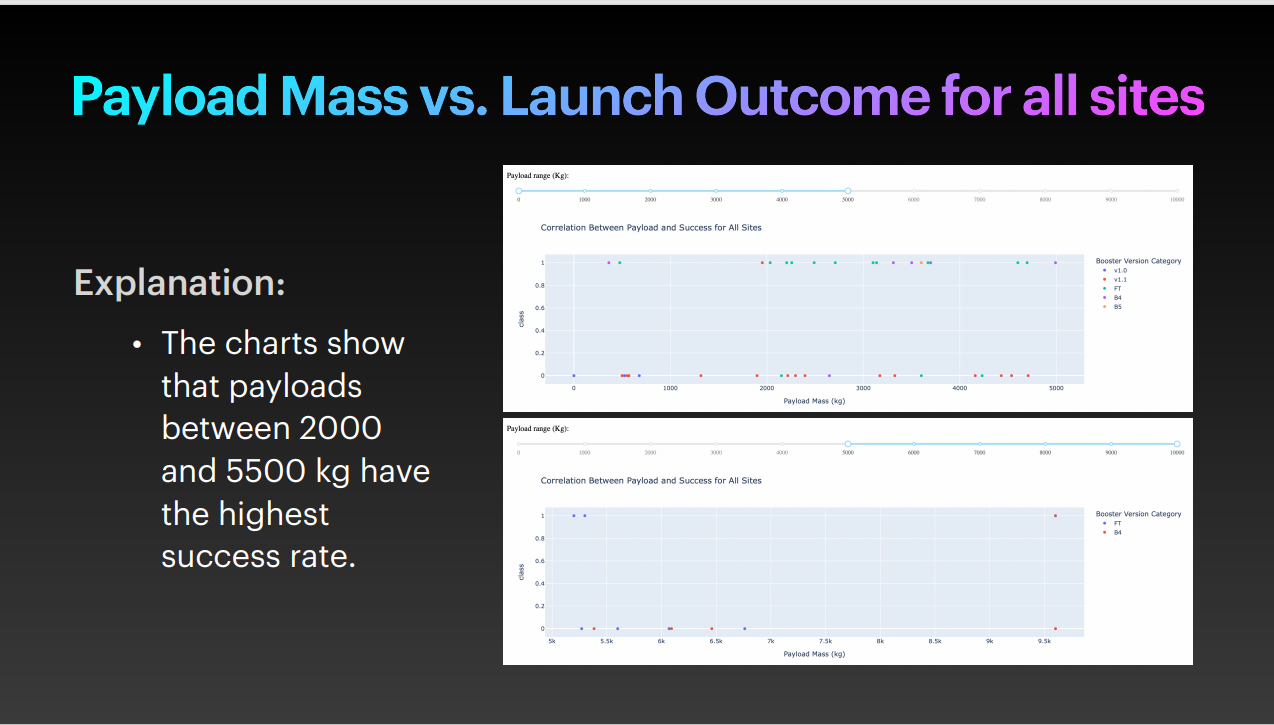 Payload Mass vs. Launch Outcome for all sites
Explanation:
• The charts show
that payloads
between 2000
and 5500 kg have
the highest
success rate.
Payload range (Kg):
0 1000 2000 3000 4000 5000 6000 7000 8000 9000 10000
Correlation Between Payload and Success for All Sites
Booster Version Category
v1.0
v1.1
FT
B4
B5
class
1
0.8
0.6
0.4
0.2
0
0 1000 2000 3000 4000 5000
Payload Mass (kg)
Payload range (Kg):
0 1000 2000 3000 4000 5000 6000 7000 8000 9000 10000
Correlation Between Payload and Success for All Sites
Booster Version Category
FT
B4
class
1
0.8
0.6
0.4
0.2
0
5k 5.5k 6k 6.5k 7k 7.5k 8k 8.5k 9k 9.5k
Payload Mass (kg)